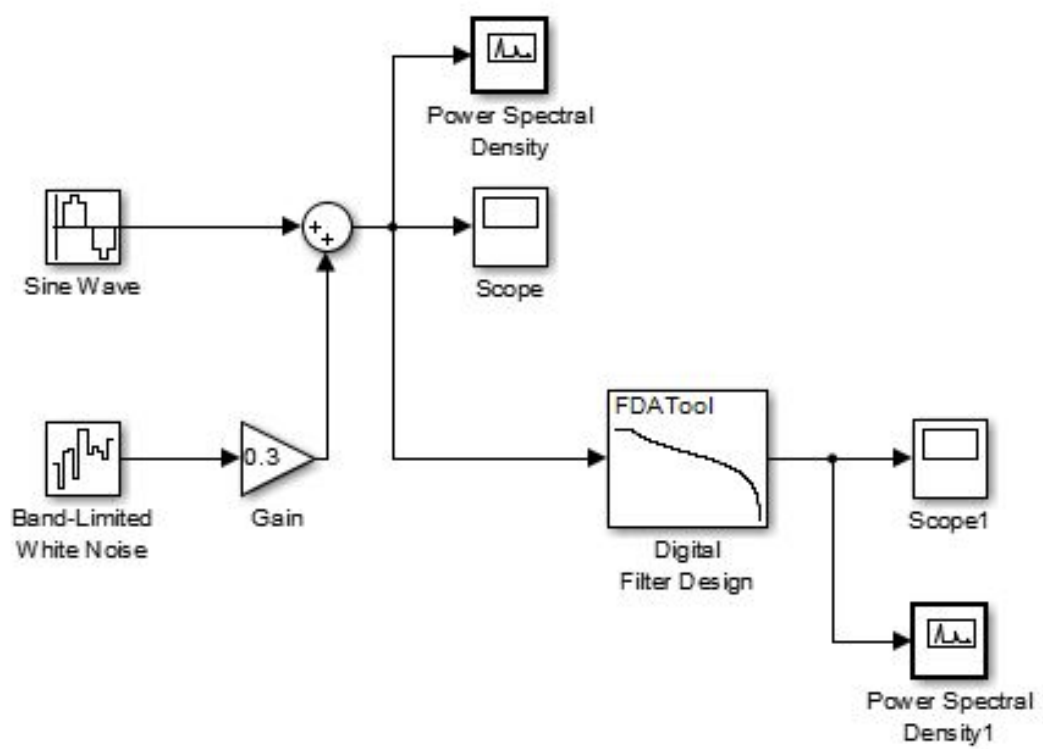 Power Spectral
Density
+
+
Sine Wave
Scope
FDATool
0.3
Band-Limited
White Noise
Gain
Digital
Filter Design
Scope1
Power Spectral
Density1